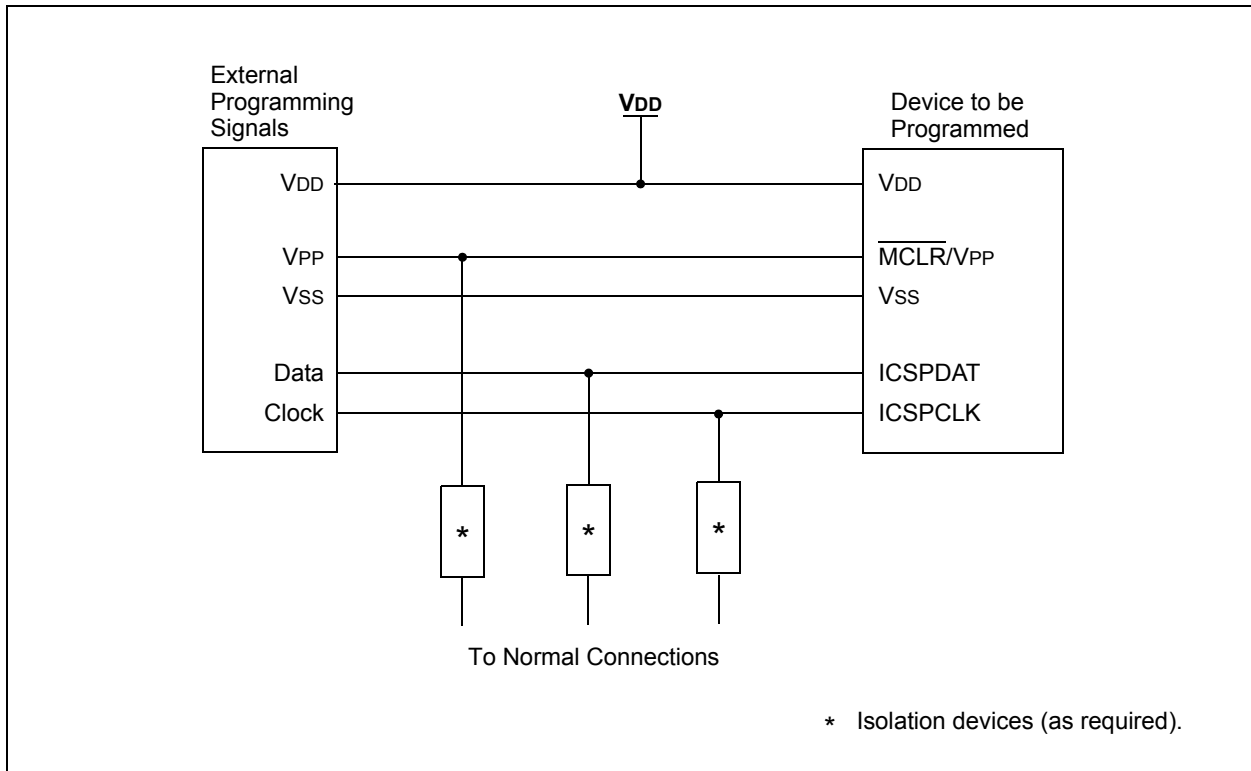 External
Programming
Signals
VDD
Device to be
Programmed
VDD
VDD
VPP
MCLR/VPP
VSS
VSS
Data
ICSPDAT
Clock
ICSPCLK
* * *
To Normal Connections
* Isolation devices (as required).